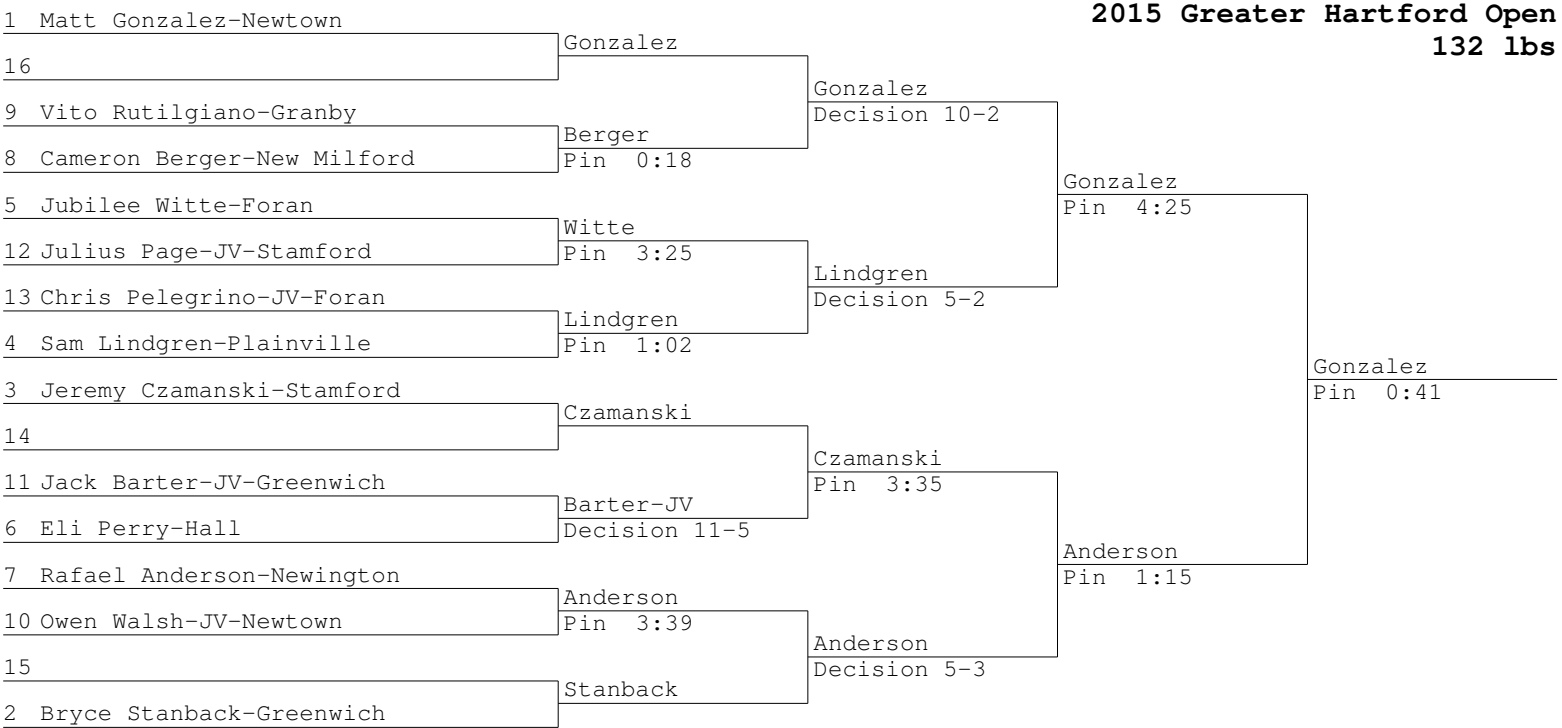 2015 Greater Hartford Open
132 lbs
1 Matt Gonzalez-Newtown
16
9 Vito Rutilgiano-Granby
8 Cameron Berger-New Milford
5 Jubilee Witte-Foran
12 Julius Page-JV-Stamford
13 Chris Pelegrino-JV-Foran
4 Sam Lindgren-Plainville
3 Jeremy Czamanski-Stamford
14
11 Jack Barter-JV-Greenwich
6 Eli Perry-Hall
7 Rafael Anderson-Newington
10 Owen Walsh-JV-Newtown
15
2 Bryce Stanback-Greenwich
Gonzalez
Berger
Pin 0:18
Witte
Pin 3:25
Lindgren
Pin 1:02
Czamanski
Barter-JV
Decision 11-5
Anderson
Pin 3:39
Stanback
Gonzalez
Decision 10-2
Lindgren
Decision 5-2
Czamanski
Pin 3:35
Anderson
Decision 5-3
Gonzalez
Pin 4:25
Anderson
Pin 1:15
Gonzalez
Pin 0:41